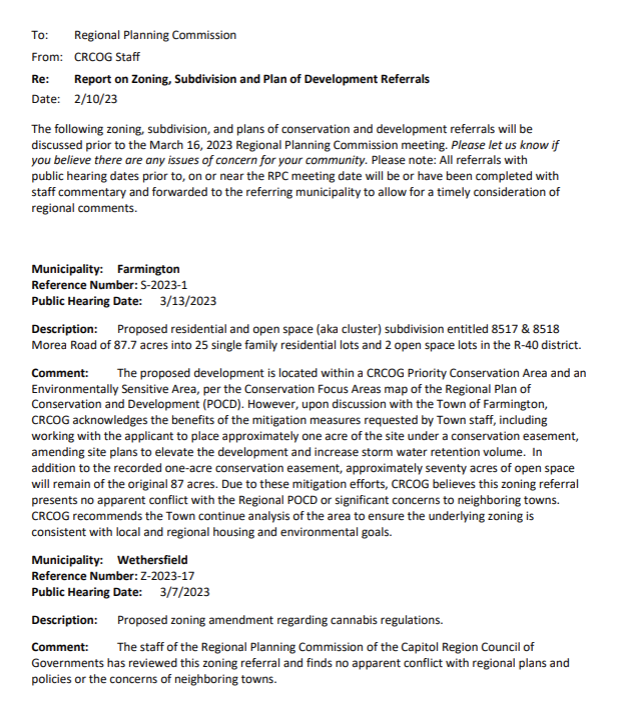 To: Regional Planning Commission
From: CRCOG Staff
Re: Report on Zoning, Subdivision and Plan of Development Referrals
Date: 2/10/23
The following zoning, subdivision, and plans of conservation and development referrals will be
discussed prior to the March 16, 2023 Regional Planning Commission meeting. Please let us know if
you believe there are any issues of concern for your community. Please note: All referrals with
public hearing dates prior to, on or near the RPC meeting date will be or have been completed with
staff commentary and forwarded to the referring municipality to allow for a timely consideration of
regional comments.
Municipality: Farmington
Reference Number: S-2023-1
Public Hearing Date: 3/13/2023
Description: Proposed residential and open space (aka cluster) subdivision entitled 8517 & 8518
Morea Road of 87.7 acres into 25 single family residential lots and 2 open space lots in the R-40 district.
Comment: The proposed development is located within a CRCOG Priority Conservation Area and an
Environmentally Sensitive Area, per the Conservation Focus Areas map of the Regional Plan of
Conservation and Development (POCD). However, upon discussion with the Town of Farmington,
CRCOG acknowledges the benefits of the mitigation measures requested by Town staff, including
working with the applicant to place approximately one acre of the site under a conservation easement,
amending site plans to elevate the development and increase storm water retention volume. In
addition to the recorded one-acre conservation easement, approximately seventy acres of open space
will remain of the original 87 acres. Due to these mitigation efforts, CRCOG believes this zoning referral
presents no apparent conflict with the Regional POCD or significant concerns to neighboring towns.
CRCOG recommends the Town continue analysis of the area to ensure the underlying zoning is
consistent with local and regional housing and environmental goals.
Municipality: Wethersfield
Reference Number: Z-2023-17
Public Hearing Date: 3/7/2023
Description: Proposed zoning amendment regarding cannabis regulations.
Comment: The staff of the Regional Planning Commission of the Capitol Region Council of
Governments has reviewed this zoning referral and finds no apparent conflict with regional plans and
policies or the concerns of neighboring towns.